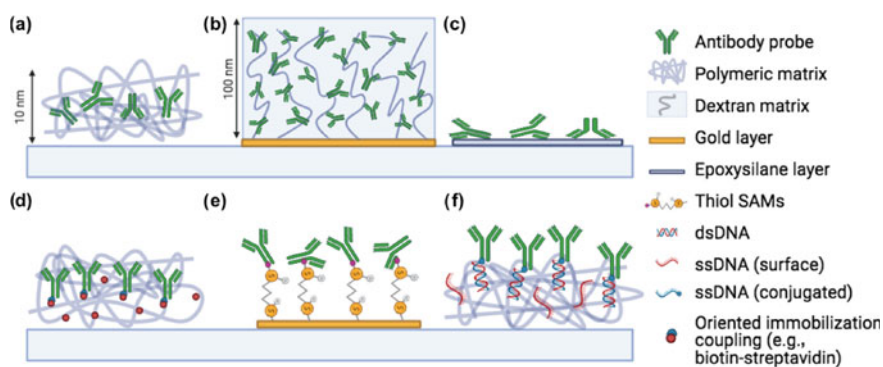 (a)
10 nm
(b)
100 nm
(c)
(d)
(e)
(f)
Antibody probe
Polymeric matrix
Dextran matrix
Gold layer
Epoxysilane layer
Thiol SAMs
dsDNA
ssDNA (surface)
ssDNA (conjugated)
Oriented immobilization
coupling (e.g.,
biotin-streptavidin)